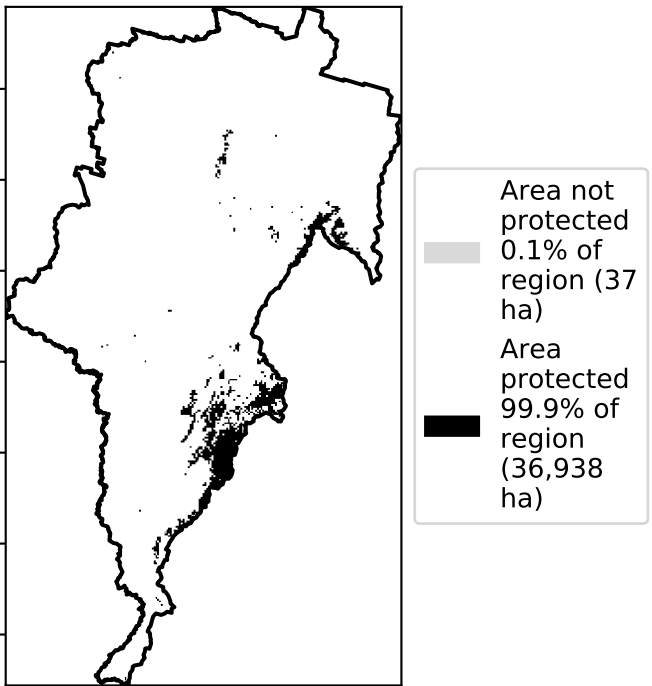 Area not
protected
0.1% of
region (37
ha)
Area
protected
99.9% of
region
(36,938
ha)